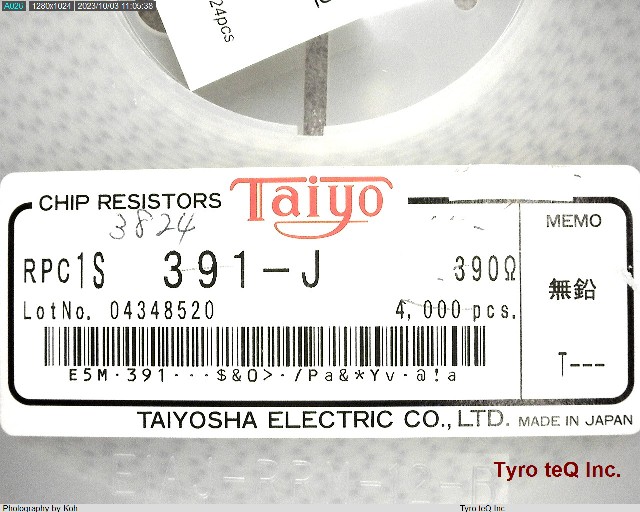 A026 1280x1024 2023/10/03 11:05:38
24pcs
CHIP RESISTORS Taiyo
3824
MEMO
RPC1S 391-J 390Ω
無鉛
LotNo. 04348520 4,000 pcs.
T---
E5M·391···$&O>·/Pa&*Yv·@!a
TAIYOSHA ELECTRIC CO., LTD. MADE IN JAPAN
Tyro teQ Inc.
Photography by Koh Tyro teQ Inc